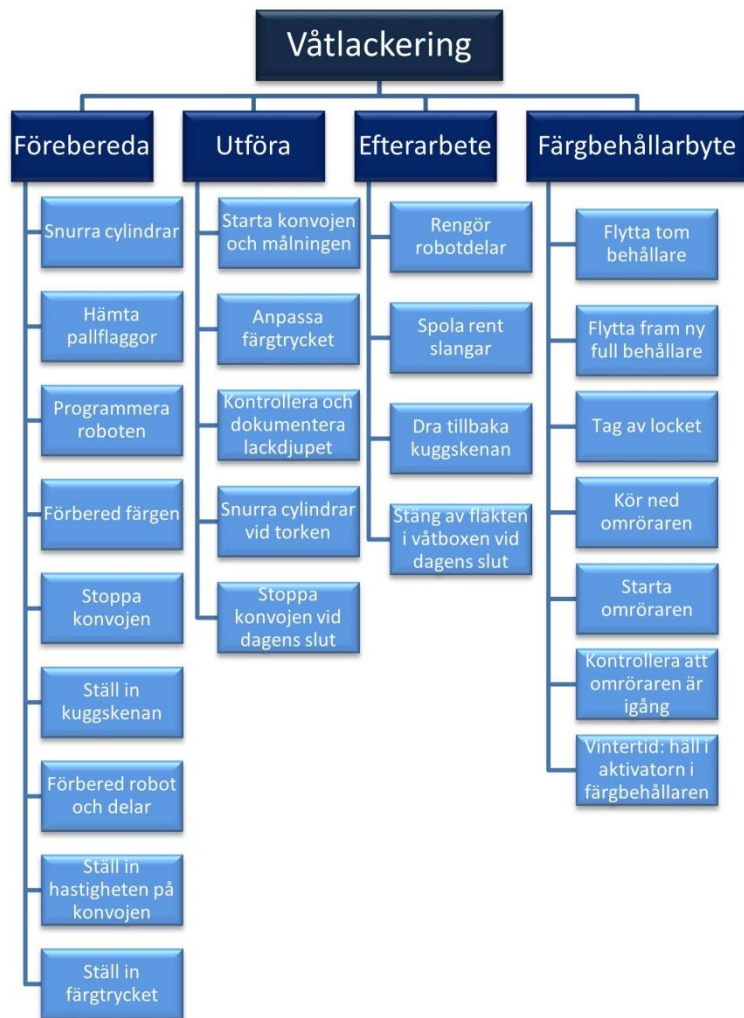 Våtlackering
Förebereda
Snurra cylindrar
Hämta
pallflaggor
Programmera
roboten
Förbered färgen
Stoppa
konvojen
Ställ in
kuggskenan
Förbered robot
och delar
Ställ in
hastigheten på
konvojen
Ställ in
färgtrycket
Utföra
Starta konvojen
och målningen
Anpassa
färgtrycket
Kontrollera och
dokumentera
lackdjupet
Snurra cylindrar
vid torken
Stoppa
konvojen vid
dagens slut
Efterarbete
Rengör
robotdelar
Spola rent
slangar
Dra tillbaka
kuggskenan
Stäng av fläkten
i våtboxen vid
dagens slut
Färgbehållarbyte
Flytta tom
behållare
Flytta fram ny
full behållare
Tag av locket
Kör ned
omröraren
Starta
omröraren
Kontrollera att
omröraren är
igång
Vintertid: häll i
aktivatorn i
färgbehållaren